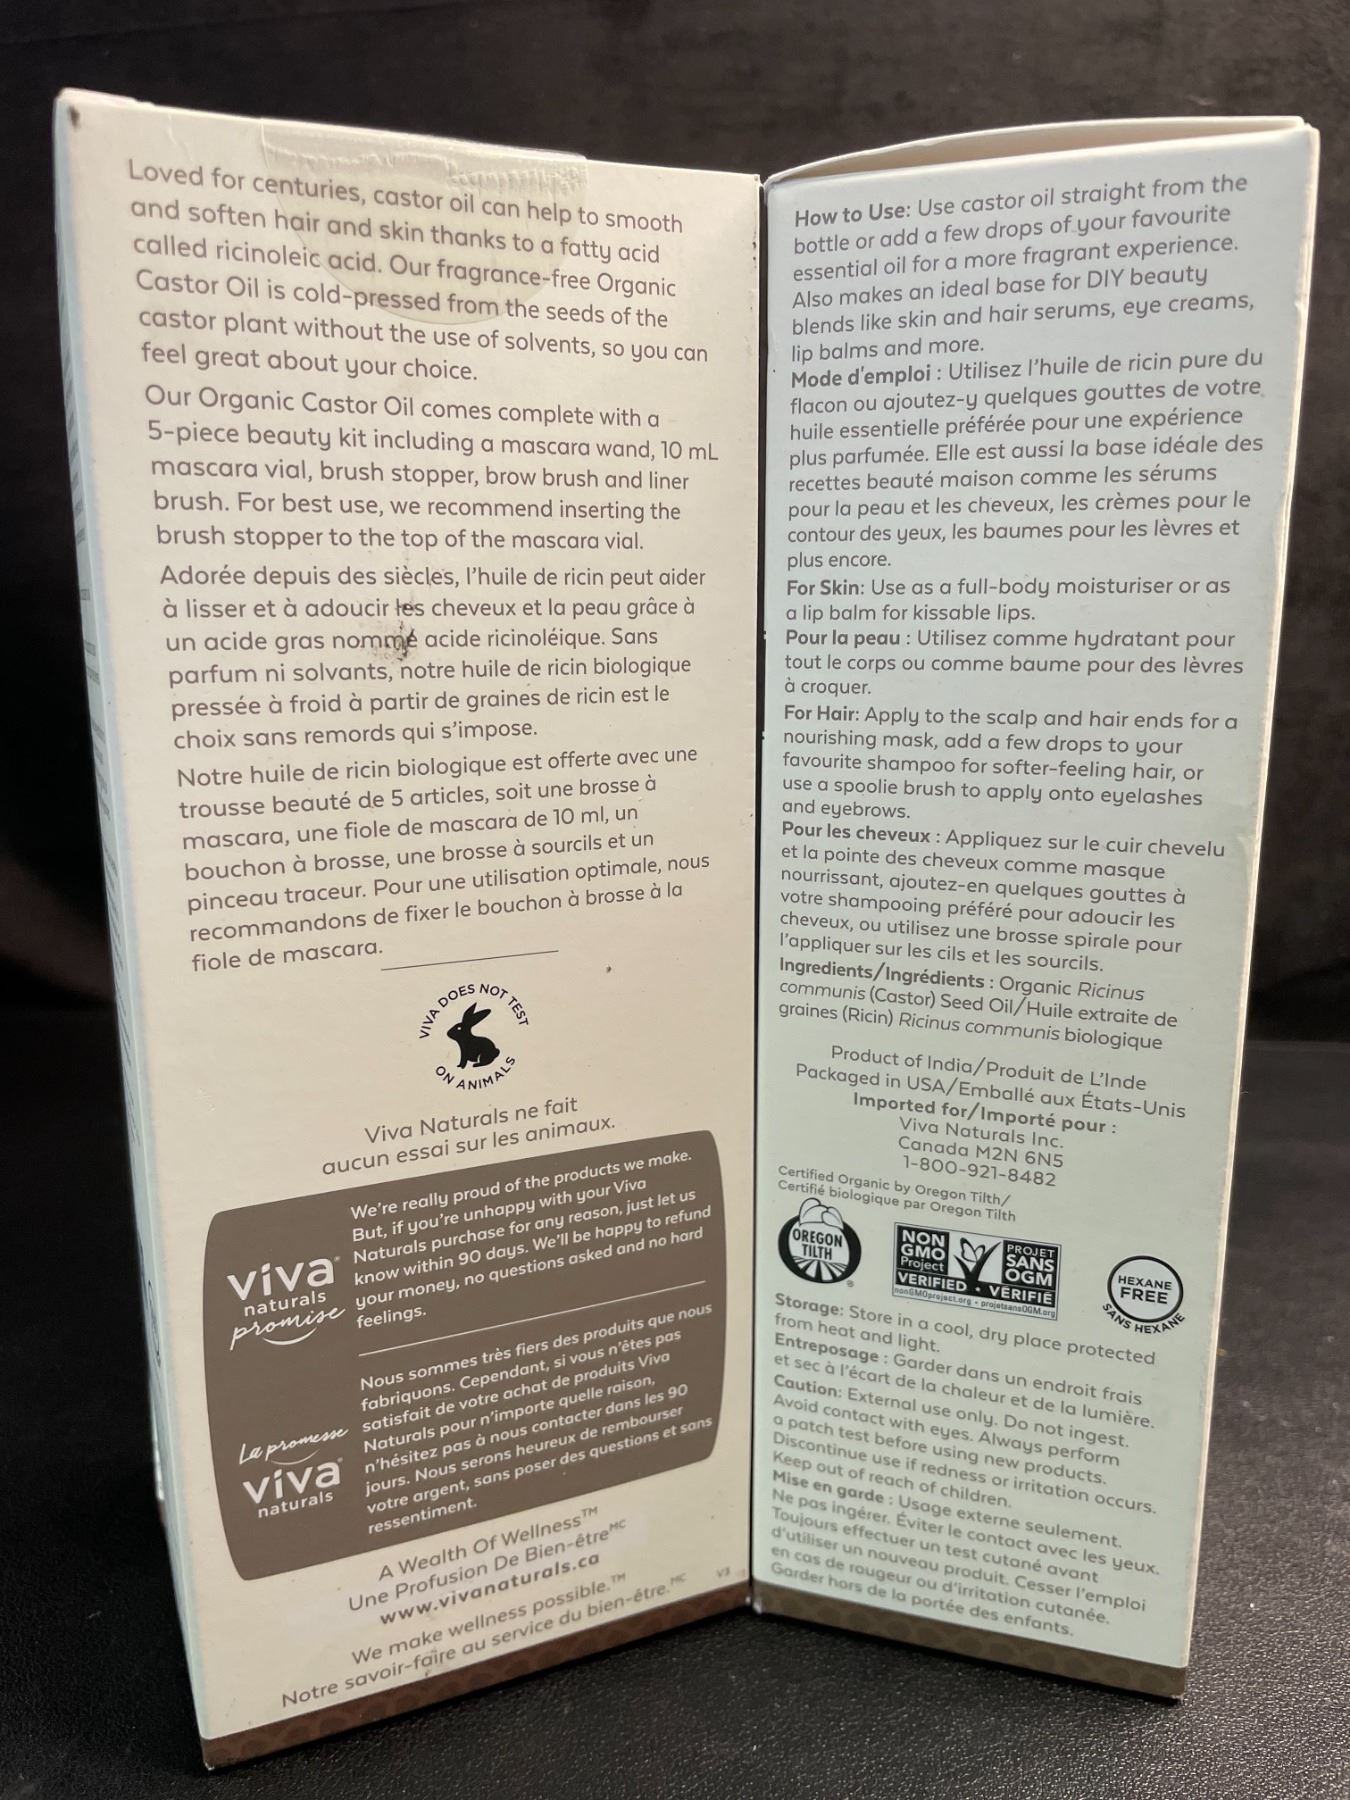 Loved for centuries, castor oil can help to smooth
and soften hair and skin thanks to a fatty acid
called ricinoleic acid. Our fragrance-free Organic
Castor Oil is cold-pressed from the seeds of the
castor plant without the use of solvents, so you can
feel great about your choice.
Our Organic Castor Oil comes complete with a
5-piece beauty kit including a mascara wand, 10 mL
mascara vial, brush stopper, brow brush and liner
brush. For best use, we recommend inserting the
brush stopper to the top of the mascara vial.
Adorée depuis des siècles, l'huile de ricin peut aider
à lisser et à adoucir les cheveux et la peau grâce à
un acide gras nommé acide ricinoléique. Sans
parfum ni solvants, notre huile de ricin biologique
pressée à froid à partir de graines de ricin est le
choix sans remords qui s'impose.
Notre huile de ricin biologique est offerte avec une
trousse beauté de 5 articles, soit une brosse à
mascara, une fiole de mascara de 10 ml, un
bouchon à brosse, une brosse à sourcils et un
pinceau traceur. Pour une utilisation optimale, nous
recommandons de fixer le bouchon à brosse à la
fiole de mascara.
VIVA DOES NOT TEST
ON ANIMALS
Viva Naturals ne fait
aucun essai sur les animaux.
viva®
naturals
promise
We're really proud of the products we make.
But, if you're unhappy with your Viva
Naturals purchase for any reason, just let us
know within 90 days. We'll be happy to refund
your money, no questions asked and no hard
feelings.
La promesse
viva®
naturals
Nous sommes très fiers des produits que nous
fabriquons. Cependant, si vous n'êtes pas
satisfait de votre achat de produits Viva
Naturals pour n'importe quelle raison,
n'hésitez pas à nous contacter dans les 90
jours. Nous serons heureux de rembourser
votre argent, sans poser des questions et sans
ressentiment.
A Wealth Of Wellness™
Une Profusion De Bien-être MC
www.vivanaturals.ca
We make wellness possible.™
Notre savoir-faire au service du bien-être. MC
V3
How to Use: Use castor oil straight from the
bottle or add a few drops of your favourite
essential oil for a more fragrant experience.
Also makes an ideal base for DIY beauty
blends like skin and hair serums, eye creams,
lip balms and more.
Mode d'emploi : Utilisez l'huile de ricin pure du
flacon ou ajoutez-y quelques gouttes de votre
huile essentielle préférée pour une expérience
plus parfumée. Elle est aussi la base idéale des
recettes beauté maison comme les sérums
pour la peau et les cheveux, les crèmes pour le
contour des yeux, les baumes pour les lèvres et
plus encore.
For Skin: Use as a full-body moisturiser or as
a lip balm for kissable lips.
Pour la peau : Utilisez comme hydratant pour
tout le corps ou comme baume pour des lèvres
à croquer.
For Hair: Apply to the scalp and hair ends for a
nourishing mask, add a few drops to your
favourite shampoo for softer-feeling hair, or
use a spoolie brush to apply onto eyelashes
and eyebrows.
Pour les cheveux : Appliquez sur le cuir chevelu
et la pointe des cheveux comme masque
nourrissant, ajoutez-en quelques gouttes à
votre shampooing préféré pour adoucir les
cheveux, ou utilisez une brosse spirale pour
l'appliquer sur les cils et les sourcils.
Ingredients/Ingrédients : Organic Ricinus
communis (Castor) Seed Oil/Huile extraite de
graines (Ricin) Ricinus communis biologique
Product of India/Produit de L'Inde
Packaged in USA/Emballé aux États-Unis
Imported for/Importé pour :
Viva Naturals Inc.
Canada M2N 6N5
1-800-921-8482
Certified Organic by Oregon Tilth/
Certifié biologique par Oregon Tilth
OREGON
TILTH
®
NON
GMO
Project
VERIFIED
nonGMOproject.org
PROJET
SANS
OGM
VÉRIFIÉ
projetsansOGM.org
HEXANE
FREE
SANS HEXANE
Storage: Store in a cool, dry place protected
from heat and light.
Entreposage : Garder dans un endroit frais
et sec à l'écart de la chaleur et de la lumière.
Caution: External use only. Do not ingest.
Avoid contact with eyes. Always perform
a patch test before using new products.
Discontinue use if redness or irritation occurs.
Keep out of reach of children.
Mise en garde : Usage externe seulement.
Ne pas ingérer. Éviter le contact avec les yeux.
Toujours effectuer un test cutané avant
d'utiliser un nouveau produit. Cesser l'emploi
en cas de rougeur ou d'irritation cutanée.
Garder hors de la portée des enfants.